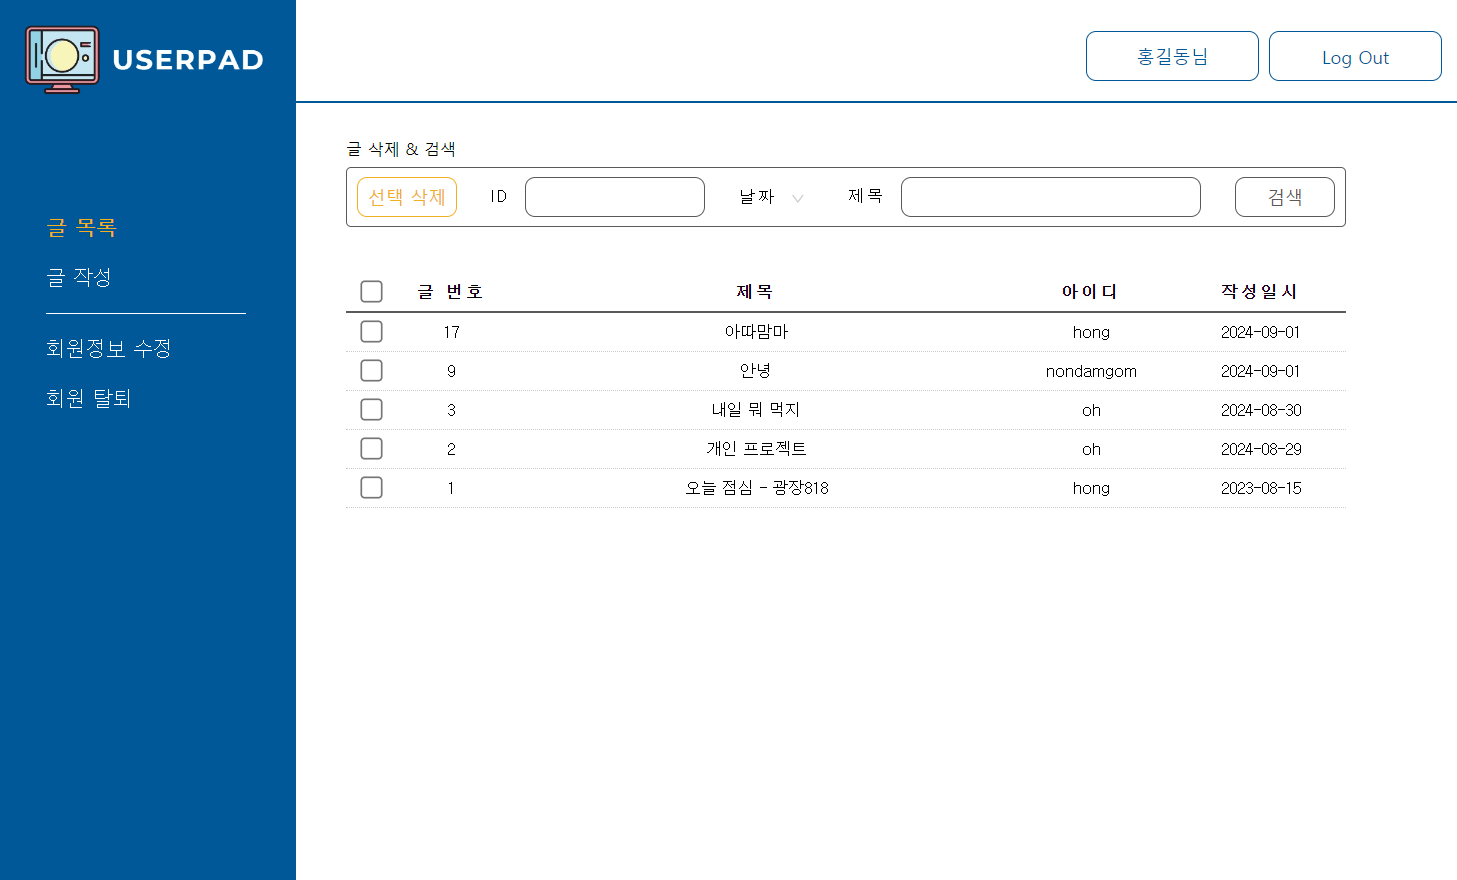 USERPAD
홍길동님 Log Out
글 목록
글 작성
회원정보 수정
회원 탈퇴
글 삭제 & 검색
선택 삭제 ID 날짜 제목 검색
글 번호 제목 아이디 작성일시
17 아따맘마 hong 2024-09-01
9 안녕 nondamgom 2024-09-01
3 내일 뭐 먹지 oh 2024-08-30
2 개인 프로젝트 oh 2024-08-29
1 오늘 점심 - 광장818 hong 2023-08-15